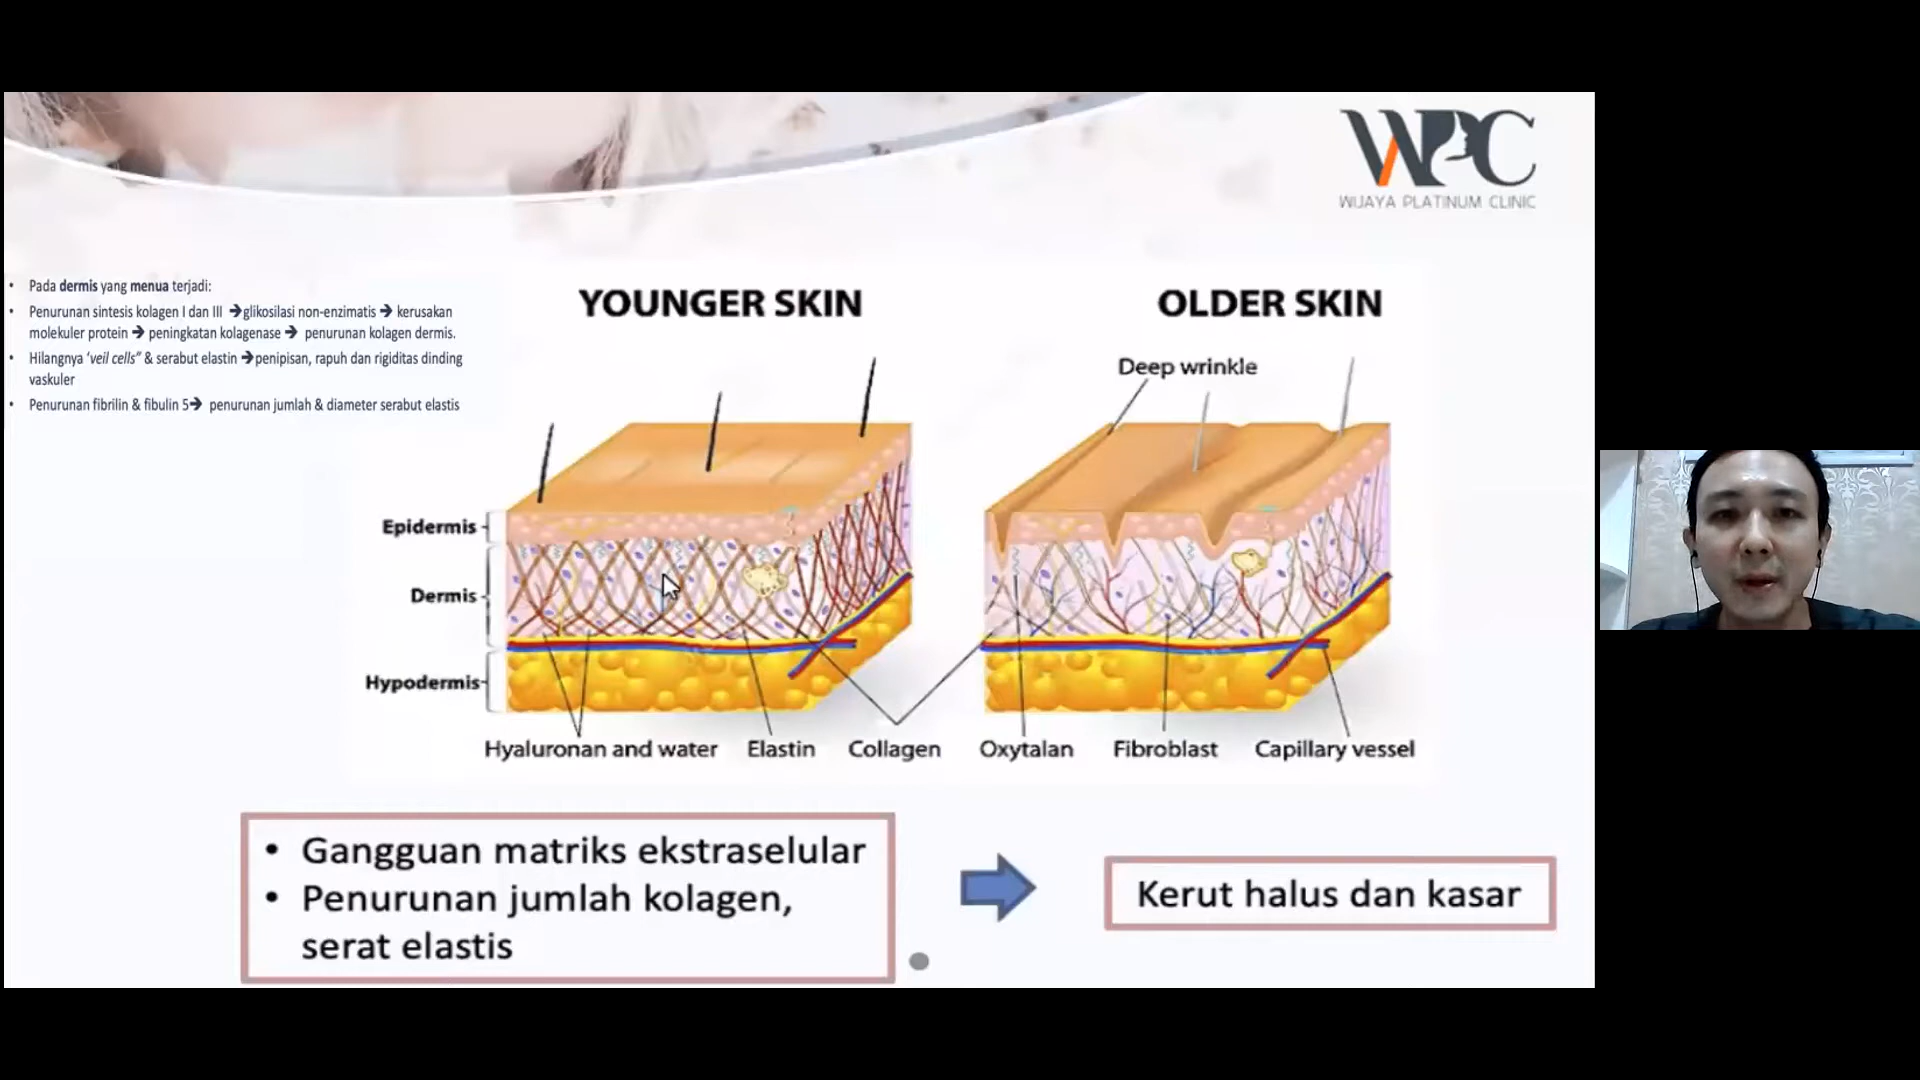 WPC
WIJAYA PLATINUM CLINIC
• Pada dermis yang menua terjadi:
• Penurunan sintesis kolagen I dan III ➔glikosilasi non-enzimatis ➔ kerusakan
molekuler protein ➔ peningkatan kolagenase ➔ penurunan kolagen dermis.
• Hilangnya ‘veil cells” & serabut elastin ➔penipisan, rapuh dan rigiditas dinding
vaskuler
• Penurunan fibrilin & fibulin 5➔ penurunan jumlah & diameter serabut elastis
YOUNGER SKIN
OLDER SKIN
Deep wrinkle
Epidermis
Dermis
Hypodermis
Hyaluronan and water
Elastin
Collagen
Oxytalan
Fibroblast
Capillary vessel
• Gangguan matriks ekstraselular
• Penurunan jumlah kolagen,
serat elastis
Kerut halus dan kasar